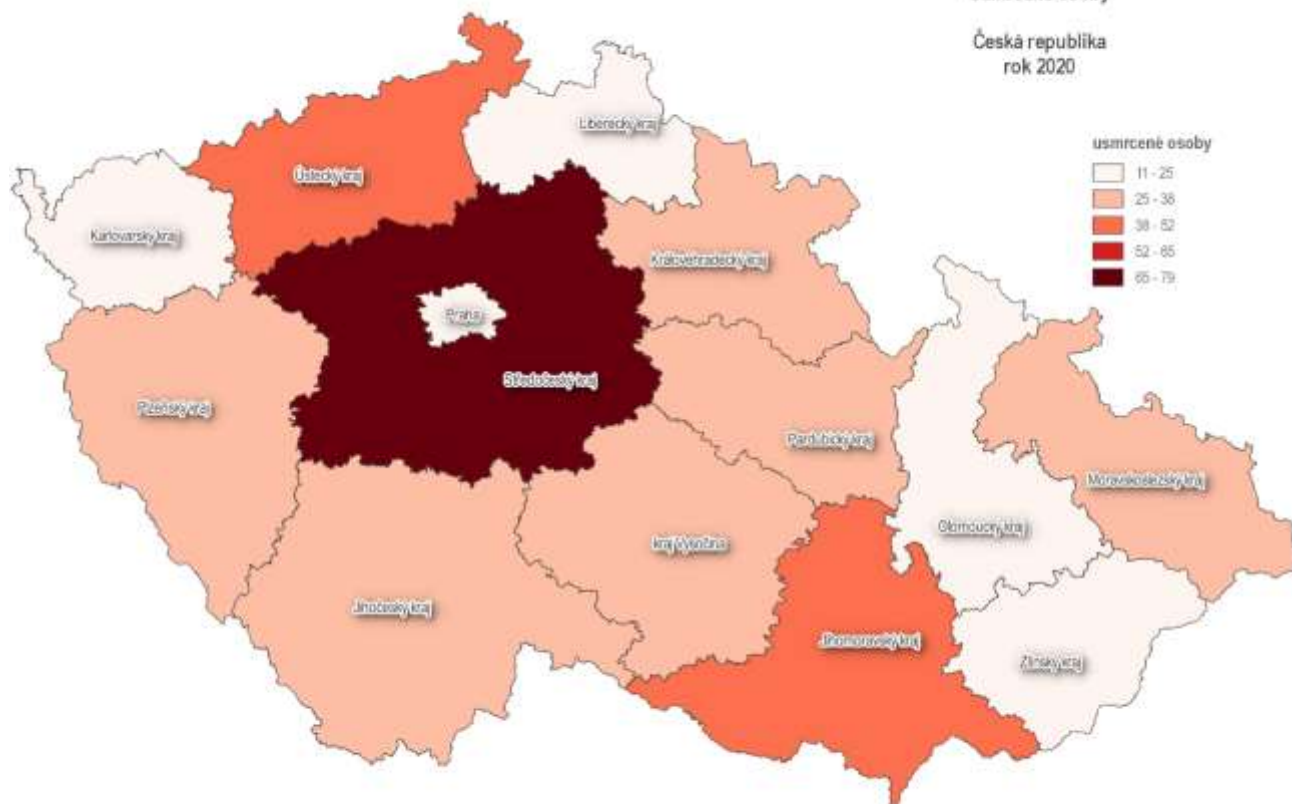 Česká republika
rok 2020
usmrcené osoby
11 - 25
25 - 38
38 - 52
52 - 65
65 - 79
Liberecký kraj
Ústecký kraj
Karlovarský kraj
Královehradecký kraj
Praha
Středočeský kraj
Plzeňský kraj
Pardubický kraj
Moravskoslezský kraj
Olomoucký kraj
kraj Vysočina
Jihočeský kraj
Jihomoravský kraj
Zlínský kraj